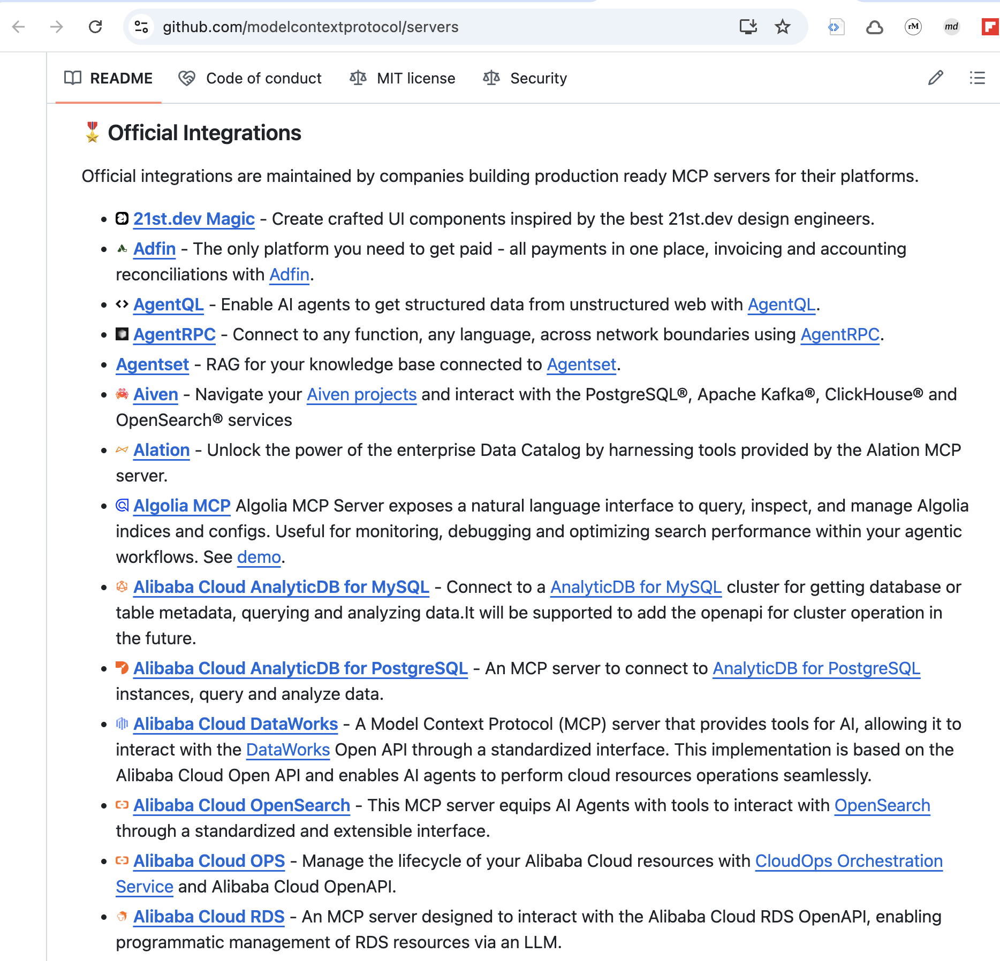 github.com/modelcontextprotocol/servers
rM
md
README
Code of conduct
MIT license
Security
Official Integrations
Official integrations are maintained by companies building production ready MCP servers for their platforms.
21st.dev Magic - Create crafted UI components inspired by the best 21st.dev design engineers.
Adfin - The only platform you need to get paid - all payments in one place, invoicing and accounting
reconciliations with Adfin.
AgentQL - Enable AI agents to get structured data from unstructured web with AgentQL.
AgentRPC - Connect to any function, any language, across network boundaries using AgentRPC.
Agentset - RAG for your knowledge base connected to Agentset.
Aiven - Navigate your Aiven projects and interact with the PostgreSQL®, Apache Kafka®, ClickHouse® and
OpenSearch® services
Alation - Unlock the power of the enterprise Data Catalog by harnessing tools provided by the Alation MCP
server.
Algolia MCP Algolia MCP Server exposes a natural language interface to query, inspect, and manage Algolia
indices and configs. Useful for monitoring, debugging and optimizing search performance within your agentic
workflows. See demo.
Alibaba Cloud AnalyticDB for MySQL - Connect to a AnalyticDB for MySQL cluster for getting database or
table metadata, querying and analyzing data.It will be supported to add the openapi for cluster operation in
the future.
Alibaba Cloud AnalyticDB for PostgreSQL - An MCP server to connect to AnalyticDB for PostgreSQL
instances, query and analyze data.
Alibaba Cloud DataWorks - A Model Context Protocol (MCP) server that provides tools for AI, allowing it to
interact with the DataWorks Open API through a standardized interface. This implementation is based on the
Alibaba Cloud Open API and enables AI agents to perform cloud resources operations seamlessly.
Alibaba Cloud OpenSearch - This MCP server equips AI Agents with tools to interact with OpenSearch
through a standardized and extensible interface.
Alibaba Cloud OPS - Manage the lifecycle of your Alibaba Cloud resources with CloudOps Orchestration
Service and Alibaba Cloud OpenAPI.
Alibaba Cloud RDS - An MCP server designed to interact with the Alibaba Cloud RDS OpenAPI, enabling
programmatic management of RDS resources via an LLM.